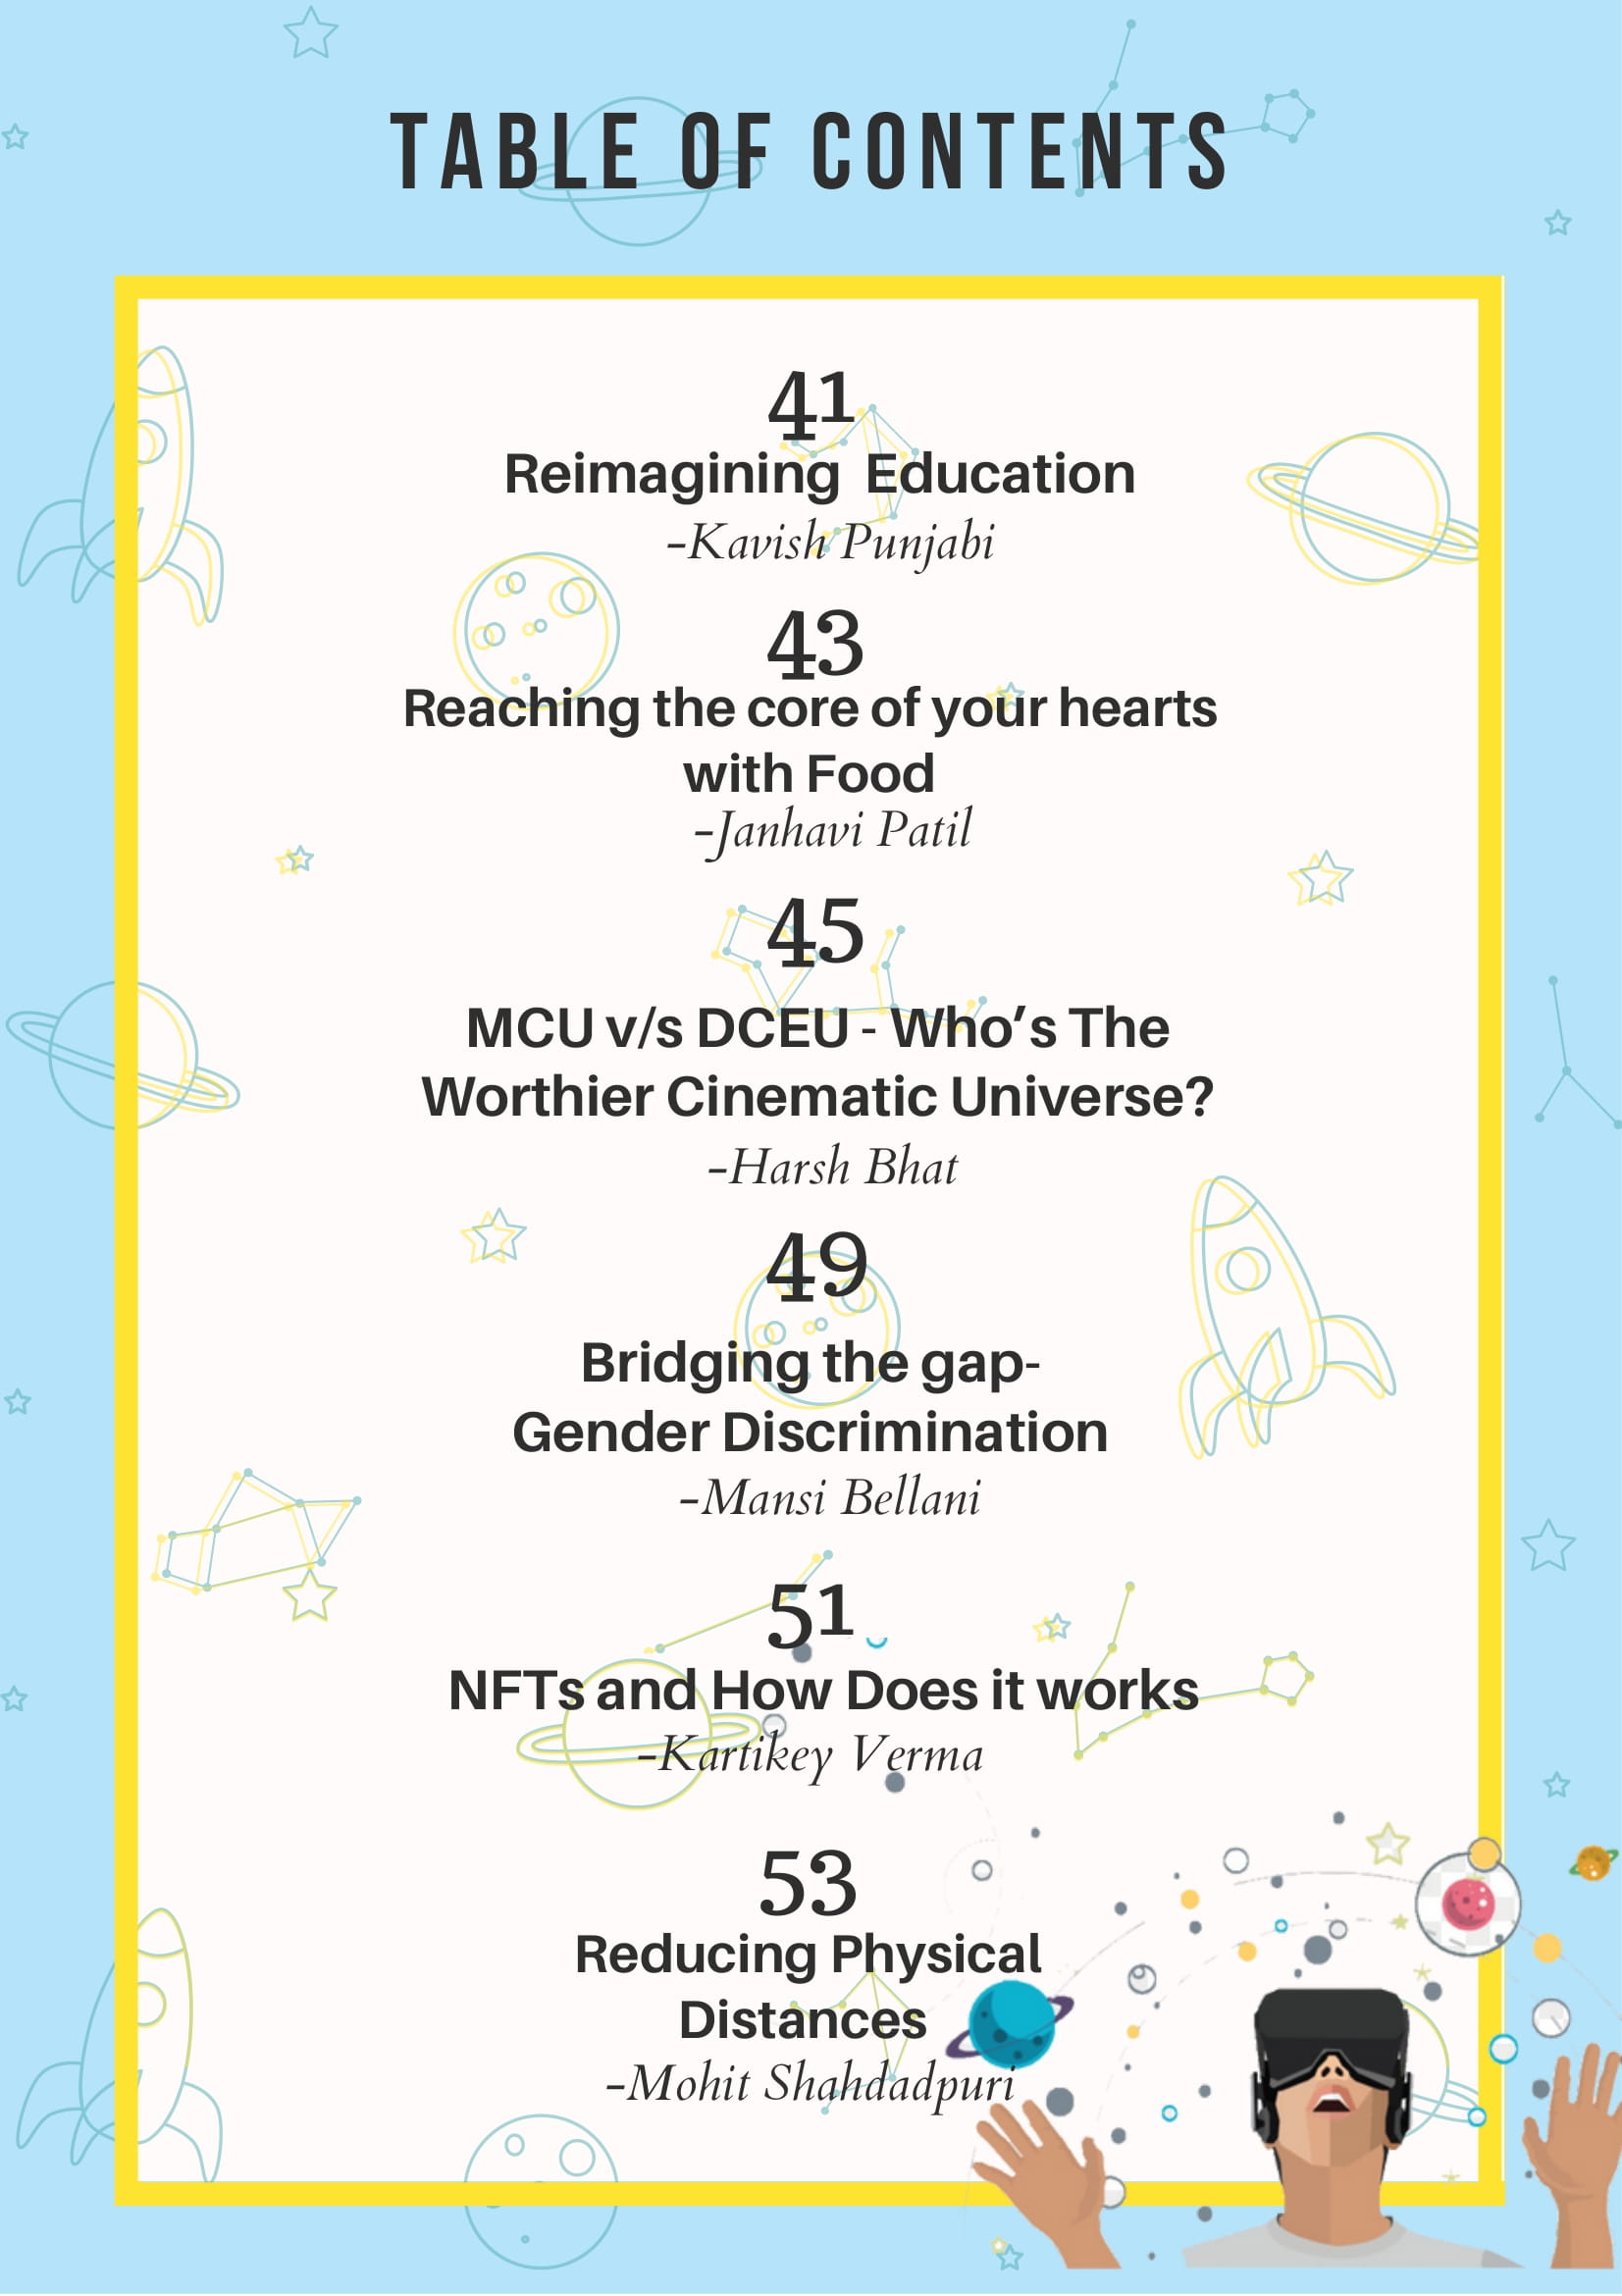 TABLE OF CONTENTS
41
Reimagining Education
-Kavish Punjabi
43
Reaching the core of your hearts
with Food
-Janhavi Patil
45
MCU v/s DCEU - Who's The
Worthier Cinematic Universe?
-Harsh Bhat
49
Bridging the gap-
Gender Discrimination
-Mansi Bellani
51
NFTs and How Does it works
-Kartikey Verma
53
Reducing Physical
Distances
-Mohit Shahdadpuri